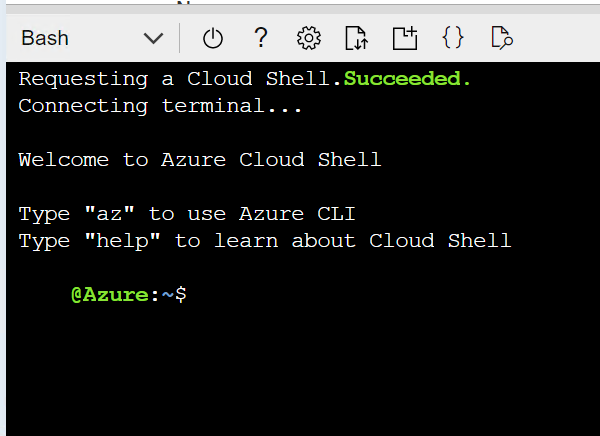 Bash
?
{}
Requesting a Cloud Shell.Succeeded.
Connecting terminal...
Welcome to Azure Cloud Shell
Type "az" to use Azure CLI
Type "help" to learn about Cloud Shell
@Azure:~$